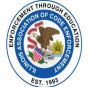 ENFORCEMENT THROUGH EDUCATION
ILLINOIS ASSOCIATION OF CODE ENFORCEMENT
EST. 1993